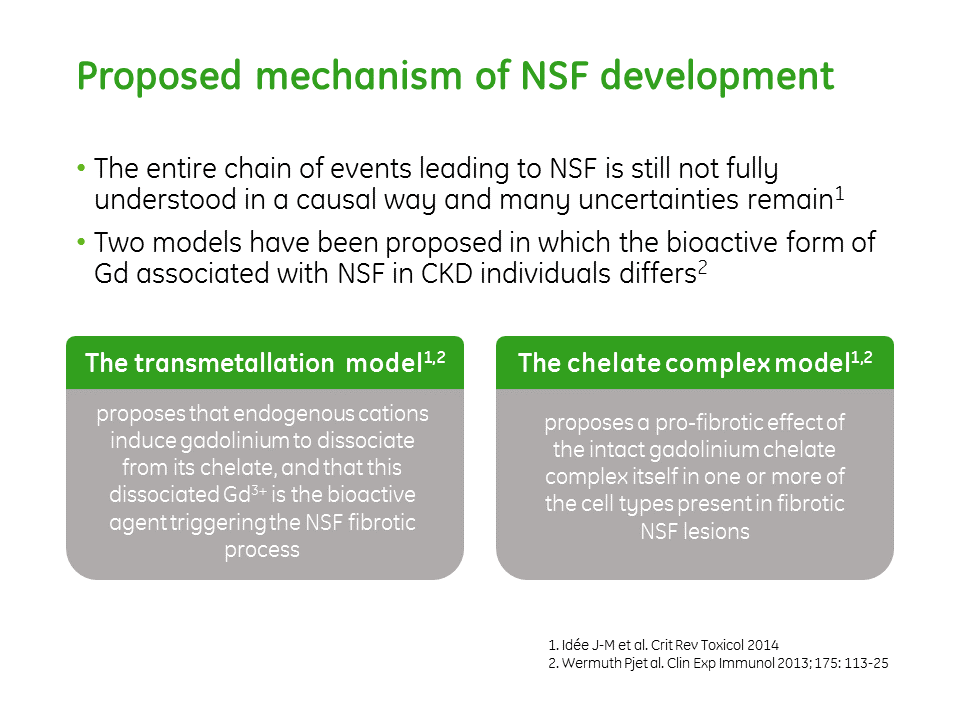 Proposed mechanism of NSF development
• The entire chain of events leading to NSF is still not fully
understood in a causal way and many uncertainties remain1
• Two models have been proposed in which the bioactive form of
Gd associated with NSF in CKD individuals differs2
The transmetallation model1,2
proposes that endogenous cations
induce gadolinium to dissociate
from its chelate, and that this
dissociated Gd3+ is the bioactive
agent triggering the NSF fibrotic
process
The chelate complex model1,2
proposes a pro-fibrotic effect of
the intact gadolinium chelate
complex itself in one or more of
the cell types present in fibrotic
NSF lesions
1. Idée J-M et al. Crit Rev Toxicol 2014
2. Wermuth Pjet al. Clin Exp Immunol 2013; 175: 113-25